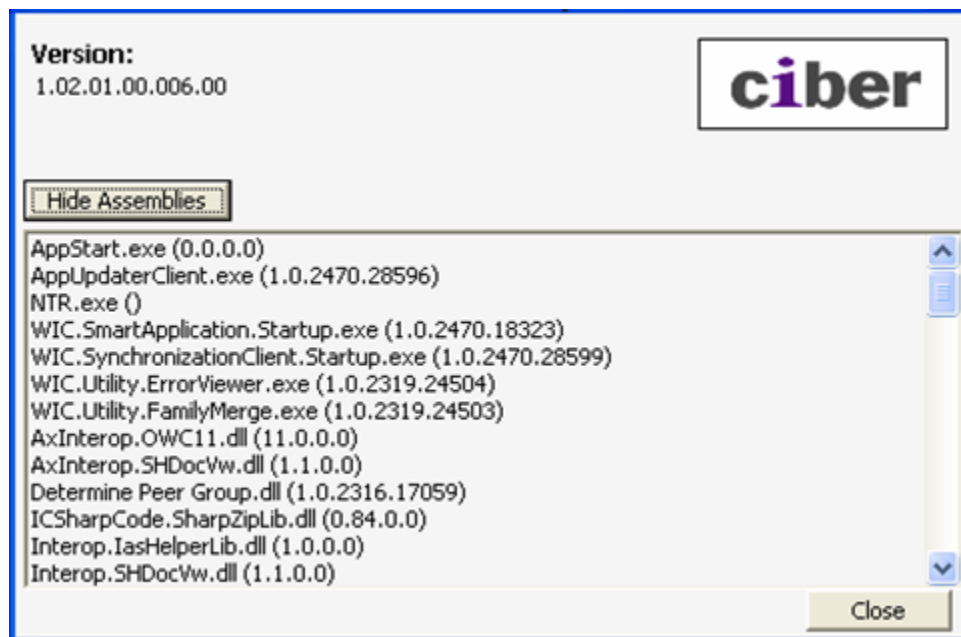 Version:
1.02.01.00.006.00
ciber
Hide Assemblies
AppStart.exe (0.0.0.0)
AppUpdaterClient.exe (1.0.2470.28596)
NTR.exe ()
WIC.SmartApplication.Startup.exe (1.0.2470.18323)
WIC.SynchronizationClient.Startup.exe (1.0.2470.28599)
WIC.Utility.ErrorViewer.exe (1.0.2319.24504)
WIC.Utility.FamilyMerge.exe (1.0.2319.24503)
AxInterop.OWC11.dll (11.0.0.0)
AxInterop.SHDocVw.dll (1.1.0.0)
Determine Peer Group.dll (1.0.2316.17059)
ICSharpCode.SharpZipLib.dll (0.84.0.0)
Interop.IasHelperLib.dll (1.0.0.0)
Interop.SHDocVw.dll (1.1.0.0)
Close